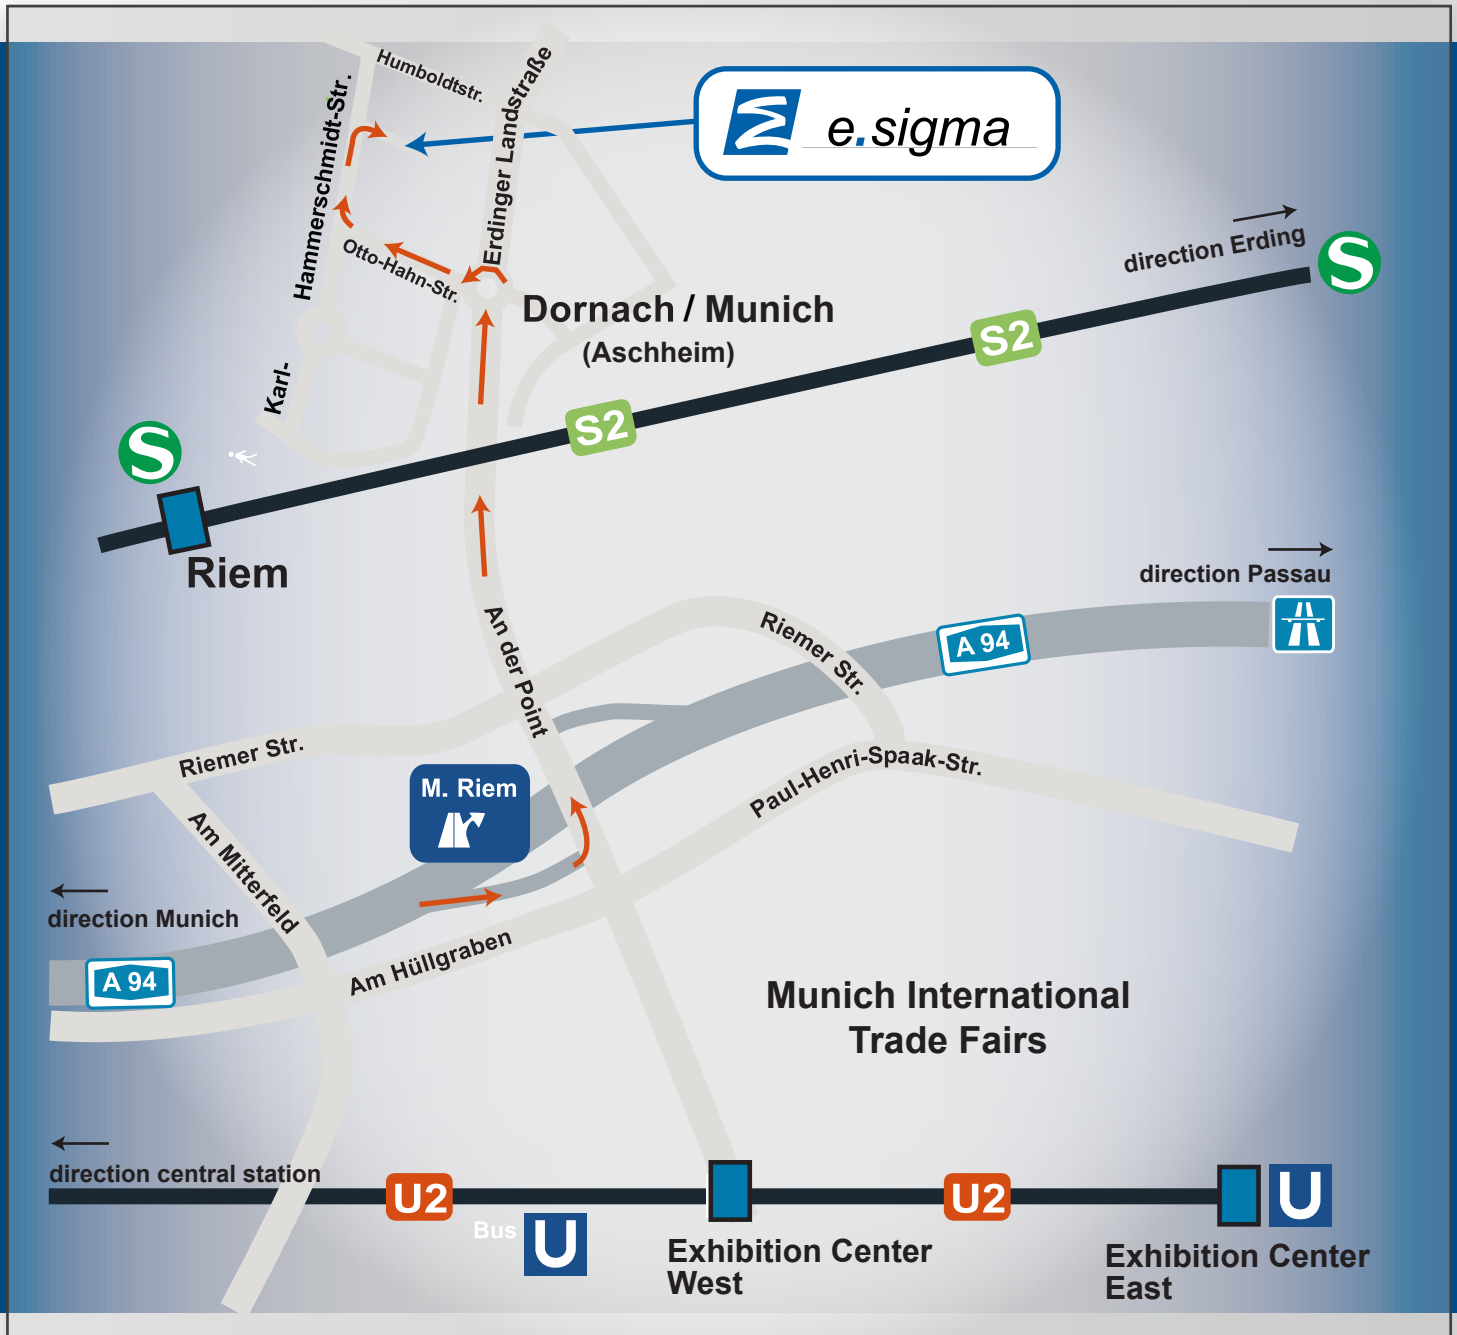 Humboldtstr.
e.sigma
Erdinger Landstraße
Karl-
Hammerschmidt-Str.
Otto-Hahn-Str.
direction Erding
S
Dornach / Munich
(Aschheim)
S2
S2
S
Riem
direction Passau
An der Point
Riemer Str.
A 94
Riemer Str.
M. Riem
Paul-Henri-Spaak-Str.
Am Mitterfeld
direction Munich
A 94
Am Hüllgraben
Munich International
Trade Fairs
direction central station
U2
U2
U
Bus
U
Exhibition Center
West
Exhibition Center
East